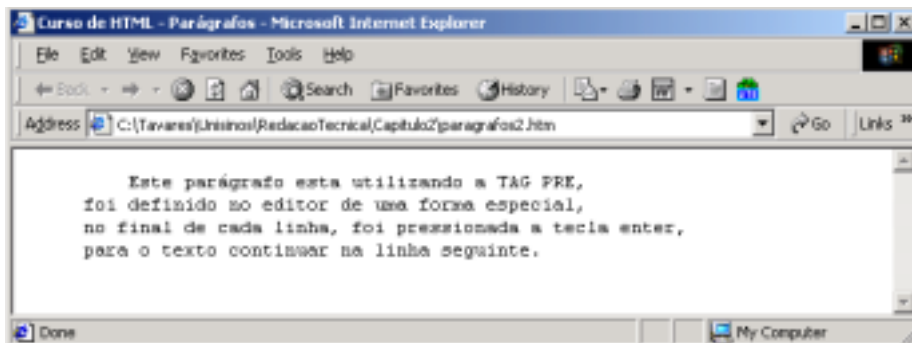 Curso de HTML - Parágrafos - Microsoft Internet Explorer
File Edit View Favorites Tools Help
Back Search Favorites History
Address C:\Tavares\Unisinos\RedacaoTecnicaI\Capitulo2\paragrafos2.htm Go Links »
Este parágrafo esta utilizando a TAG PRE,
foi definido no editor de uma forma especial,
no final de cada linha, foi pressionada a tecla enter,
para o texto continuar na linha seguinte.
Done My Computer